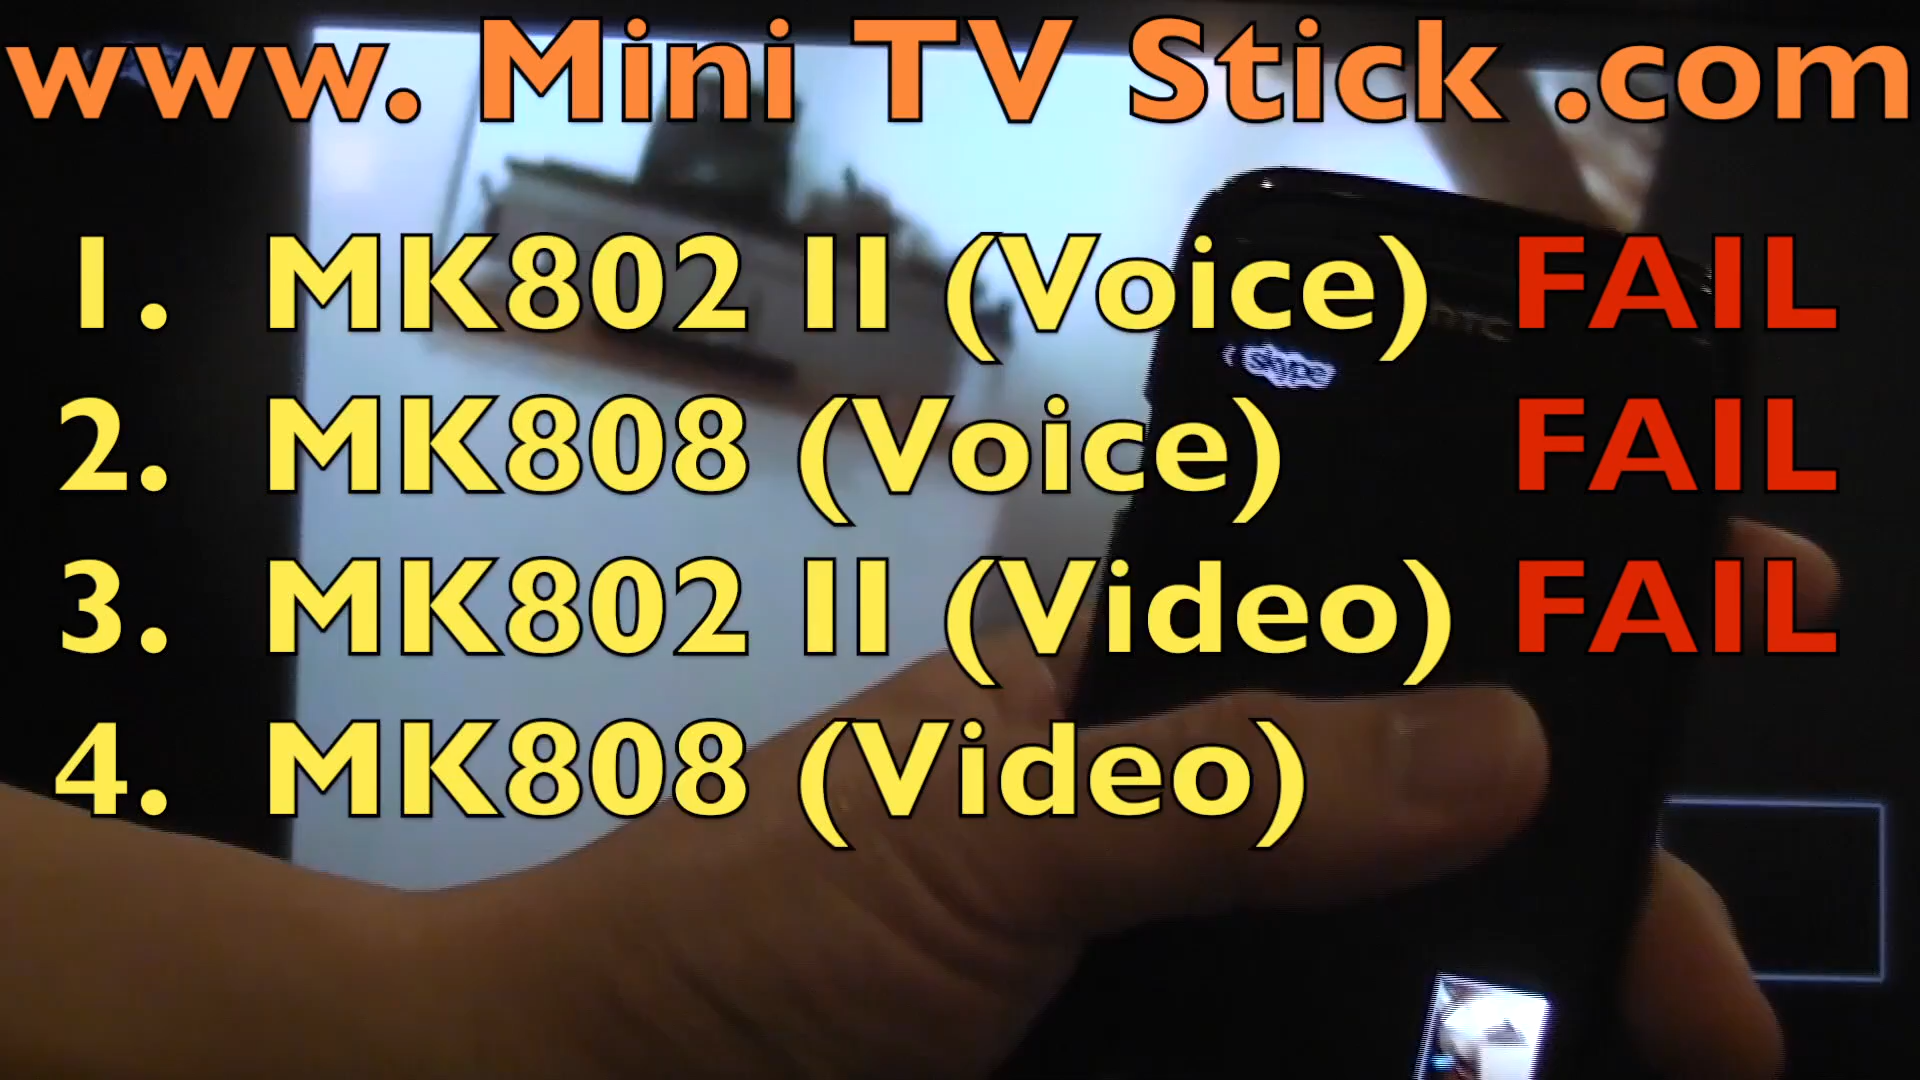 www. Mini TV Stick .com
1. MK802 II (Voice) FAIL
hTC
skype
2. MK808 (Voice) FAIL
3. MK802 II (Video) FAIL
4. MK808 (Video)